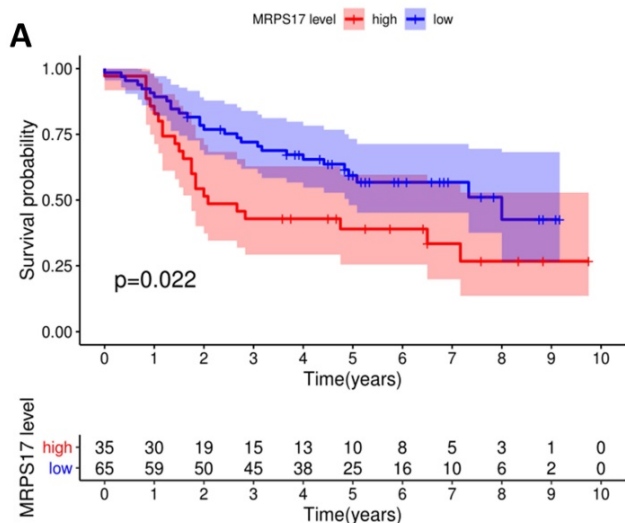 MRPS17 level high low
A
1.00
0.75
0.50
0.25
0.00
Survival probability
p=0.022
0 1 2 3 4 5 6 7 8 9 10
Time(years)
MRPS17 level
high 35 30 19 15 13 10 8 5 3 1 0
low 65 59 50 45 38 25 16 10 6 2 0
0 1 2 3 4 5 6 7 8 9 10
Time(years)